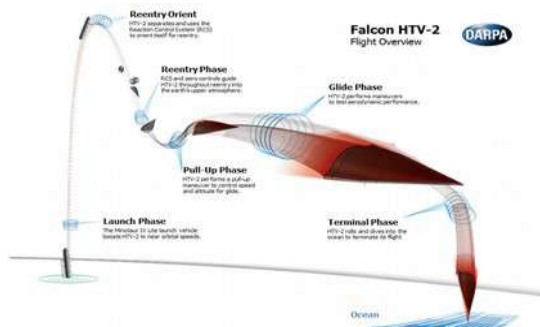 Reentry Orient
HTV-2 separates and uses the
Reaction Control System (RCS)
to orient itself for reentry.
Falcon HTV-2
Flight Overview
DARPA
Reentry Phase
RCS and aero controls guide
HTV-2 throughout reentry into
the earth's upper atmosphere.
Glide Phase
HTV-2 performs maneuvers
to test aerodynamic performance.
Pull-Up Phase
HTV-2 performs a pull-up
maneuver to control speed
and altitude for glide.
Launch Phase
The Minotaur IV Lite launch vehicle
boosts HTV-2 to near orbital speeds.
Terminal Phase
HTV-2 rolls and dives into the
ocean to terminate its flight.
Ocean